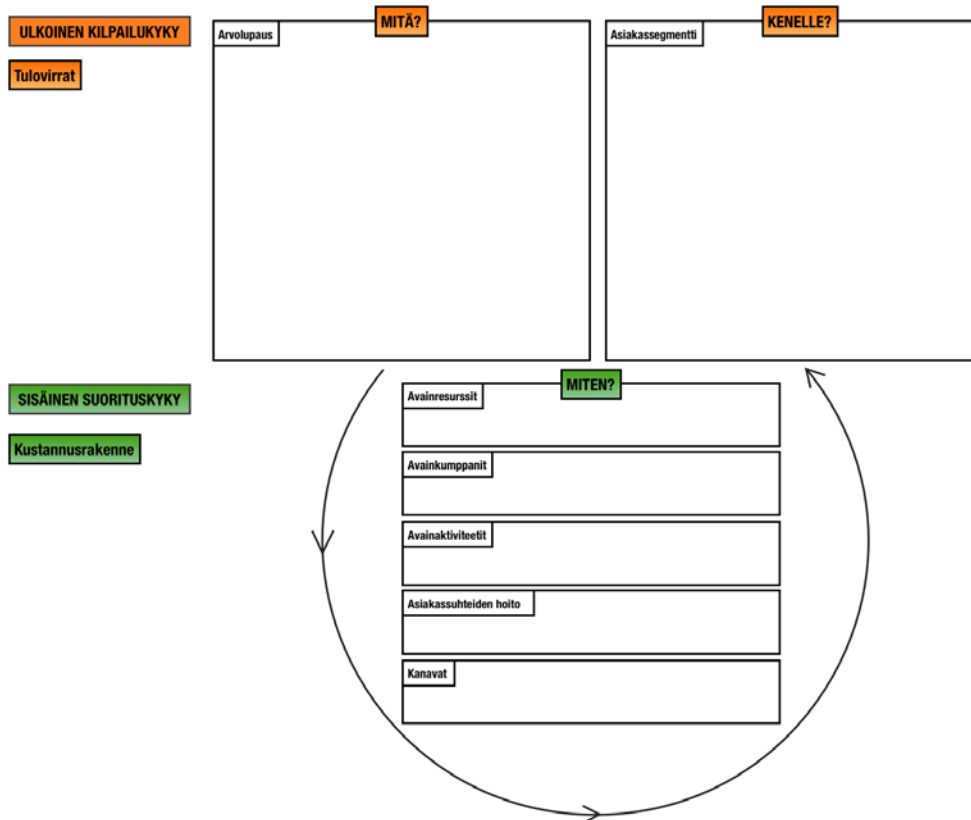 ULKOINEN KILPAILUKYKY
Tulovirrat
MITÄ?
Arvolupaus
KENELLE?
Asiakassegmentti
SISÄINEN SUORITUSKYKY
Kustannusrakenne
MITEN?
Avainresurssit
Avainkumppanit
Avainaktiviteetit
Asiakassuhteiden hoito
Kanavat